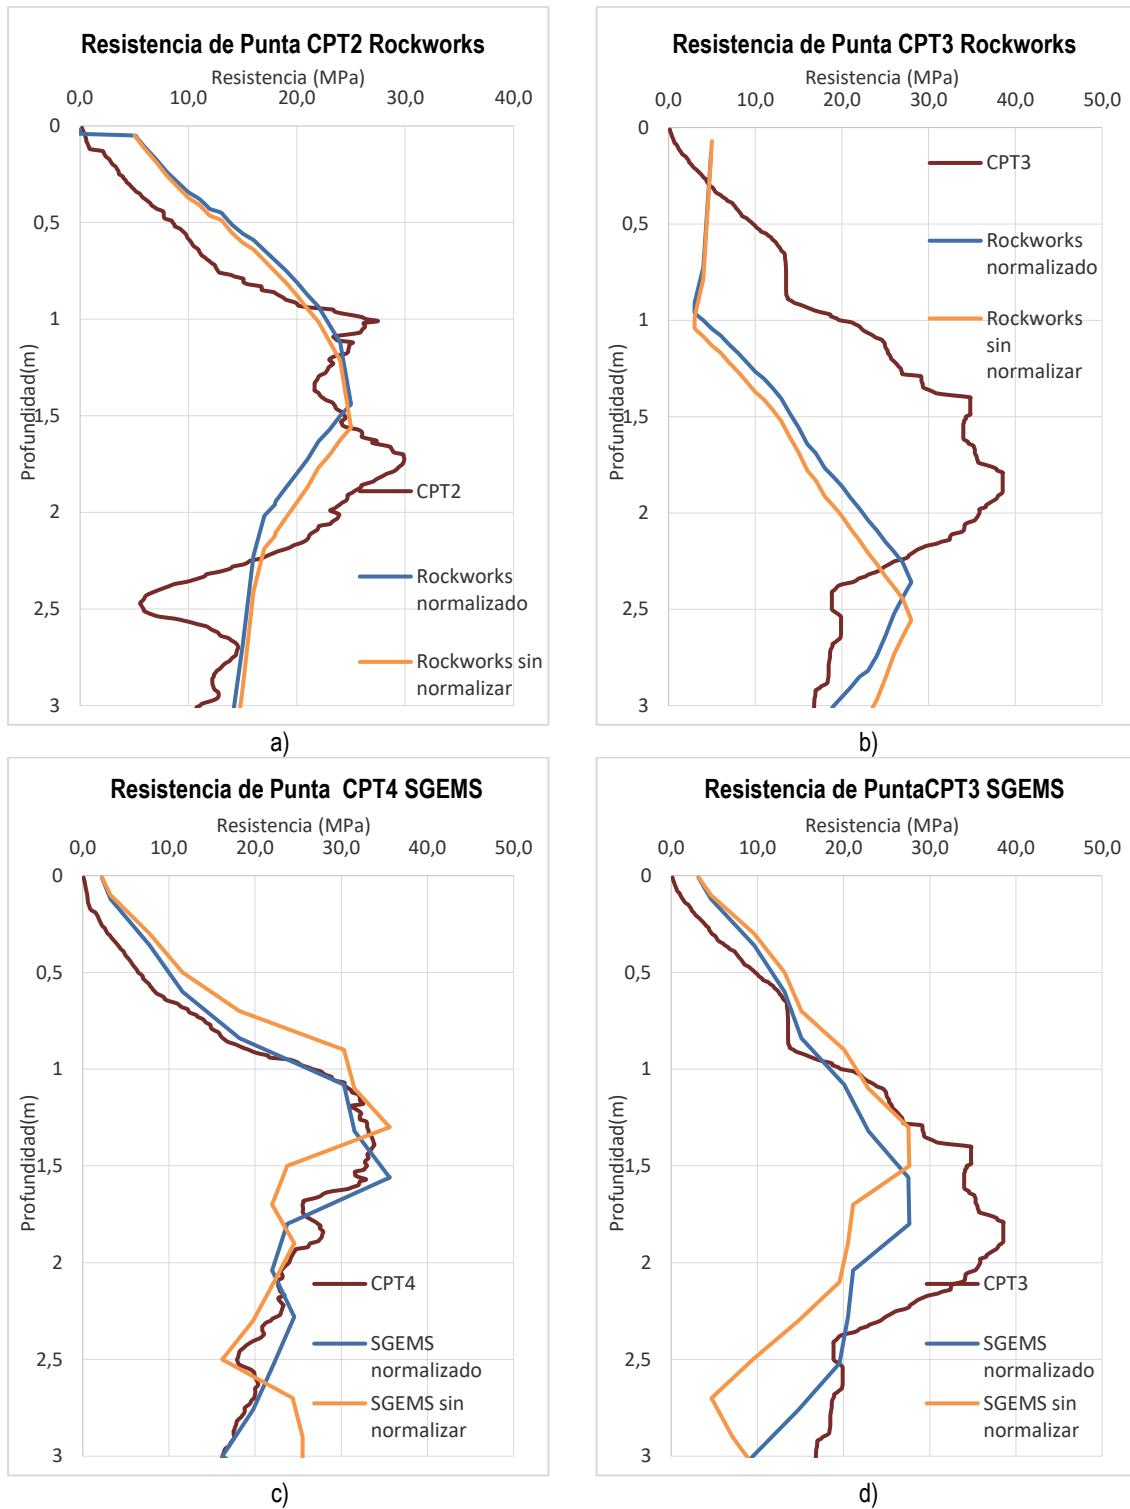 Resistencia de Punta CPT2 Rockworks
Resistencia (MPa)
0,0 10,0 20,0 30,0 40,0
0
0,5
1
1,5
2
2,5
3
Profundidad(m)
CPT2
Rockworks
normalizado
Rockworks sin
normalizar
a)
Resistencia de Punta CPT3 Rockworks
Resistencia (MPa)
0,0 10,0 20,0 30,0 40,0 50,0
0
0,5
1
1,5
2
2,5
3
Profundidad(m)
CPT3
Rockworks
normalizado
Rockworks
sin
normalizar
b)
Resistencia de Punta CPT4 SGEMS
Resistencia (MPa)
0,0 10,0 20,0 30,0 40,0 50,0
0
0,5
1
1,5
2
2,5
3
Profundidad(m)
CPT4
SGEMS
normalizado
SGEMS sin
normalizar
c)
Resistencia de PuntaCPT3 SGEMS
Resistencia (MPa)
0,0 10,0 20,0 30,0 40,0 50,0
0
0,5
1
1,5
2
2,5
3
Profundidad(m)
CPT3
SGEMS
normalizado
SGEMS sin
normalizar
d)